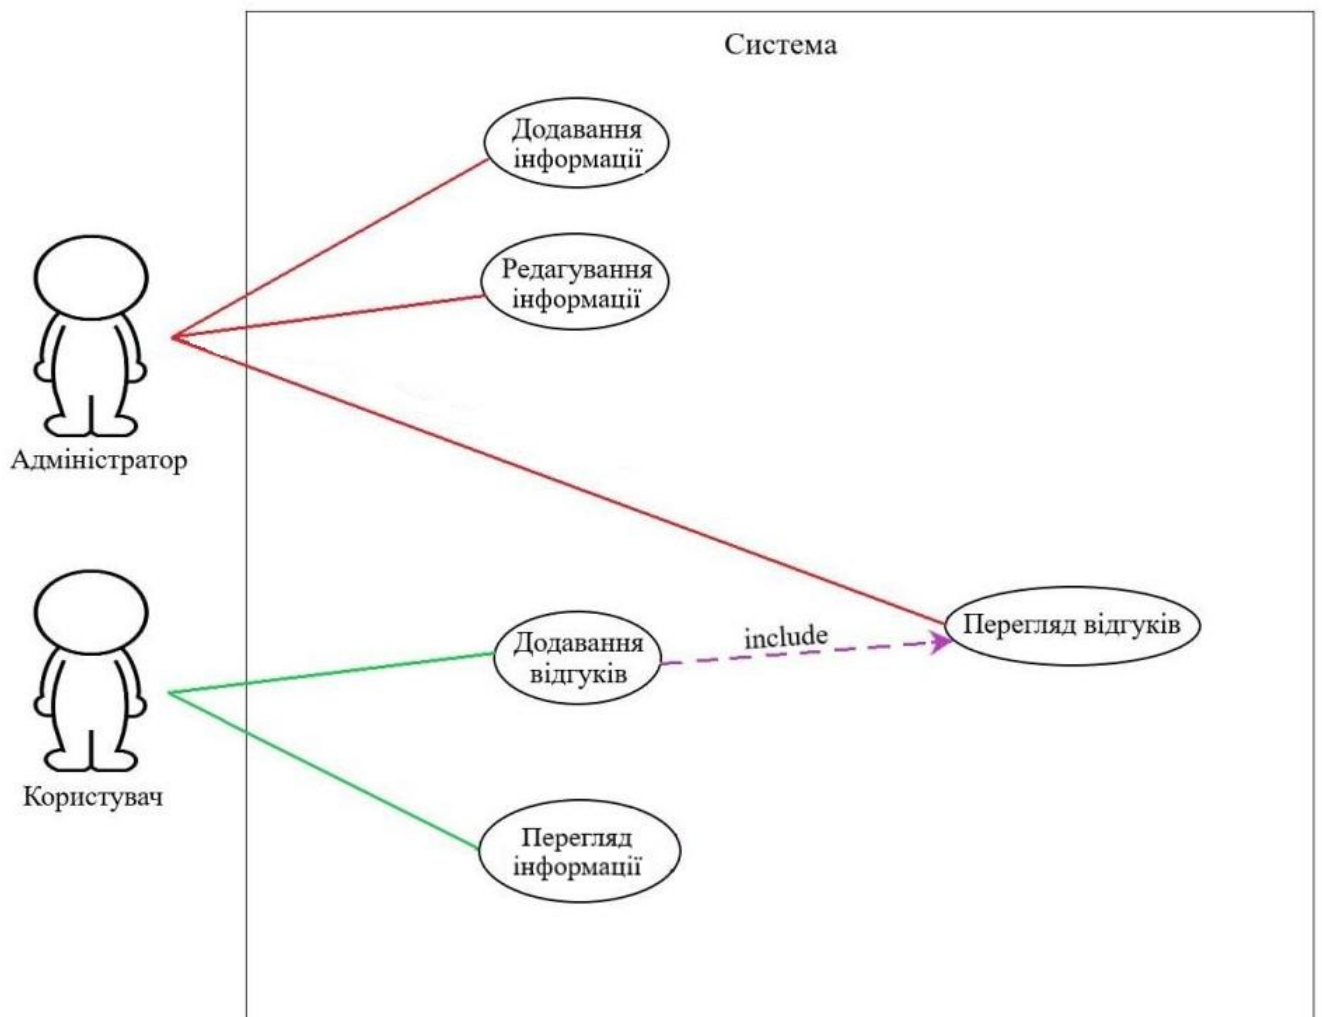 Система
Додавання
інформації
Редагування
інформації
Адміністратор
Додавання
відгуків
include
Перегляд відгуків
Користувач
Перегляд
інформації